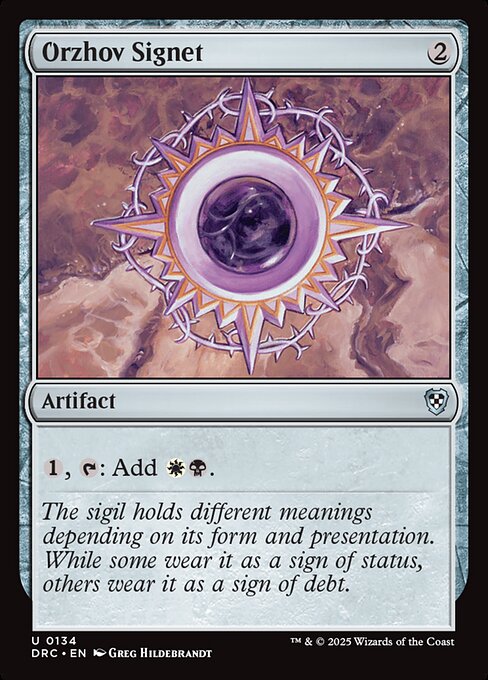 Orzhov Signet 2
Artifact
1, : Add .
The sigil holds different meanings
depending on its form and presentation.
While some wear it as a sign of status,
others wear it as a sign of debt.
U 0134
DRC • EN Greg Hildebrandt
™ & © 2025 Wizards of the Coast